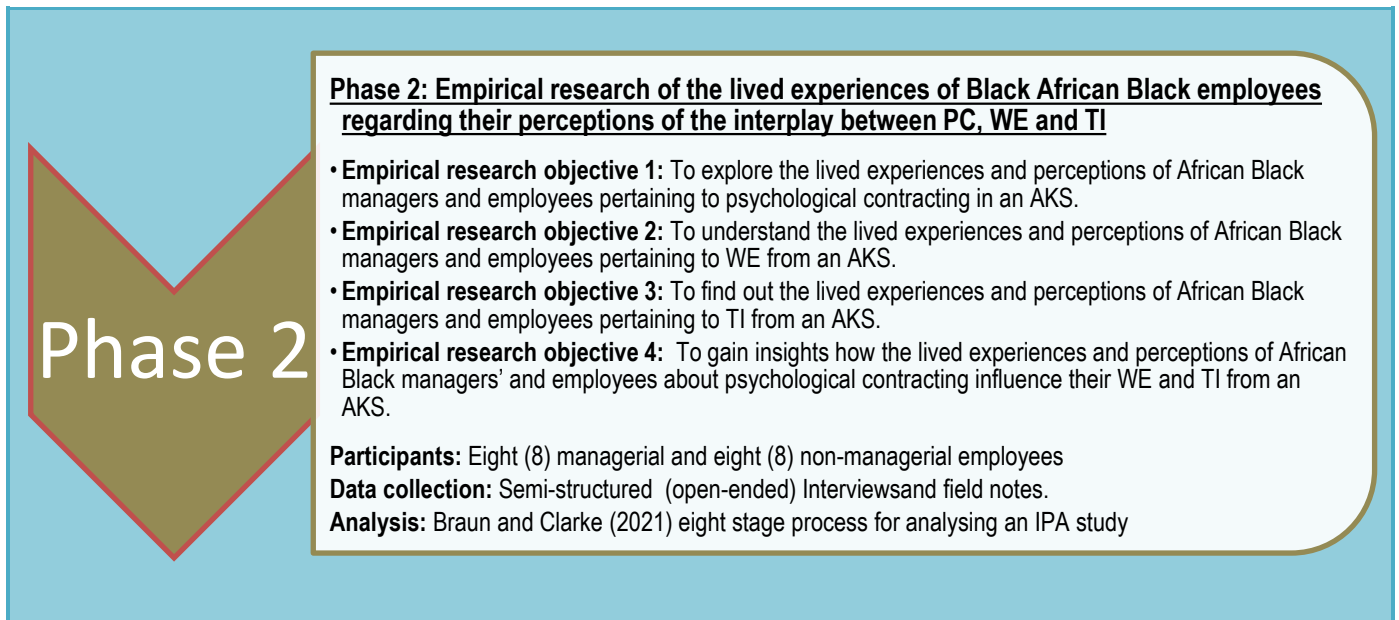 Phase 2
Phase 2: Empirical research of the lived experiences of Black African Black employees
regarding their perceptions of the interplay between PC, WE and TI
• Empirical research objective 1: To explore the lived experiences and perceptions of African Black
managers and employees pertaining to psychological contracting in an AKS.
• Empirical research objective 2: To understand the lived experiences and perceptions of African Black
managers and employees pertaining to WE from an AKS.
• Empirical research objective 3: To find out the lived experiences and perceptions of African Black
managers and employees pertaining to TI from an AKS.
• Empirical research objective 4: To gain insights how the lived experiences and perceptions of African
Black managers’ and employees about psychological contracting influence their WE and TI from an
AKS.
Participants: Eight (8) managerial and eight (8) non-managerial employees
Data collection: Semi-structured (open-ended) Interviewsand field notes.
Analysis: Braun and Clarke (2021) eight stage process for analysing an IPA study